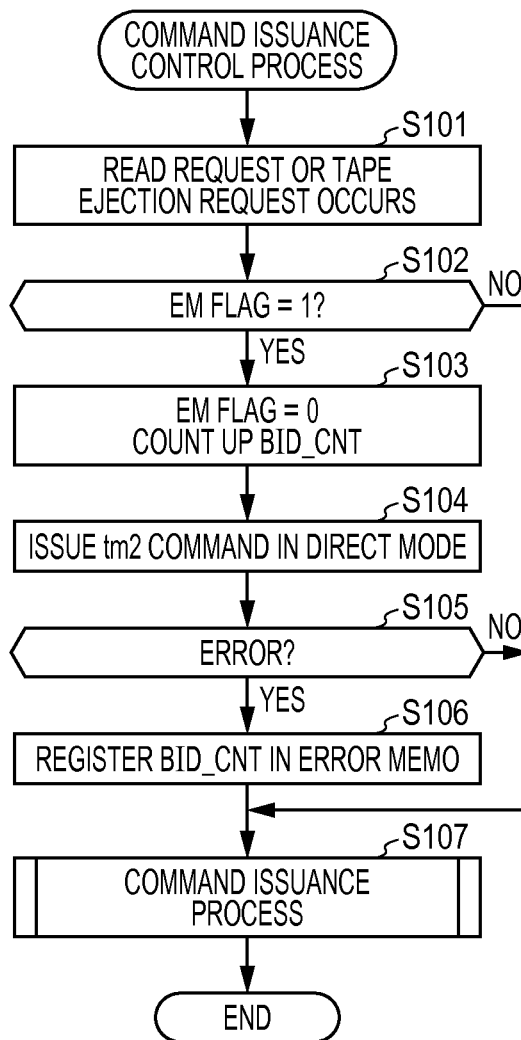 COMMAND ISSUANCE
CONTROL PROCESS
S101
READ REQUEST OR TAPE
EJECTION REQUEST OCCURS
S102
EM FLAG = 1?
NO
YES
S103
EM FLAG = 0
COUNT UP BID_CNT
S104
ISSUE tm2 COMMAND IN DIRECT MODE
S105
ERROR?
NO
YES
S106
REGISTER BID_CNT IN ERROR MEMO
S107
COMMAND ISSUANCE
PROCESS
END